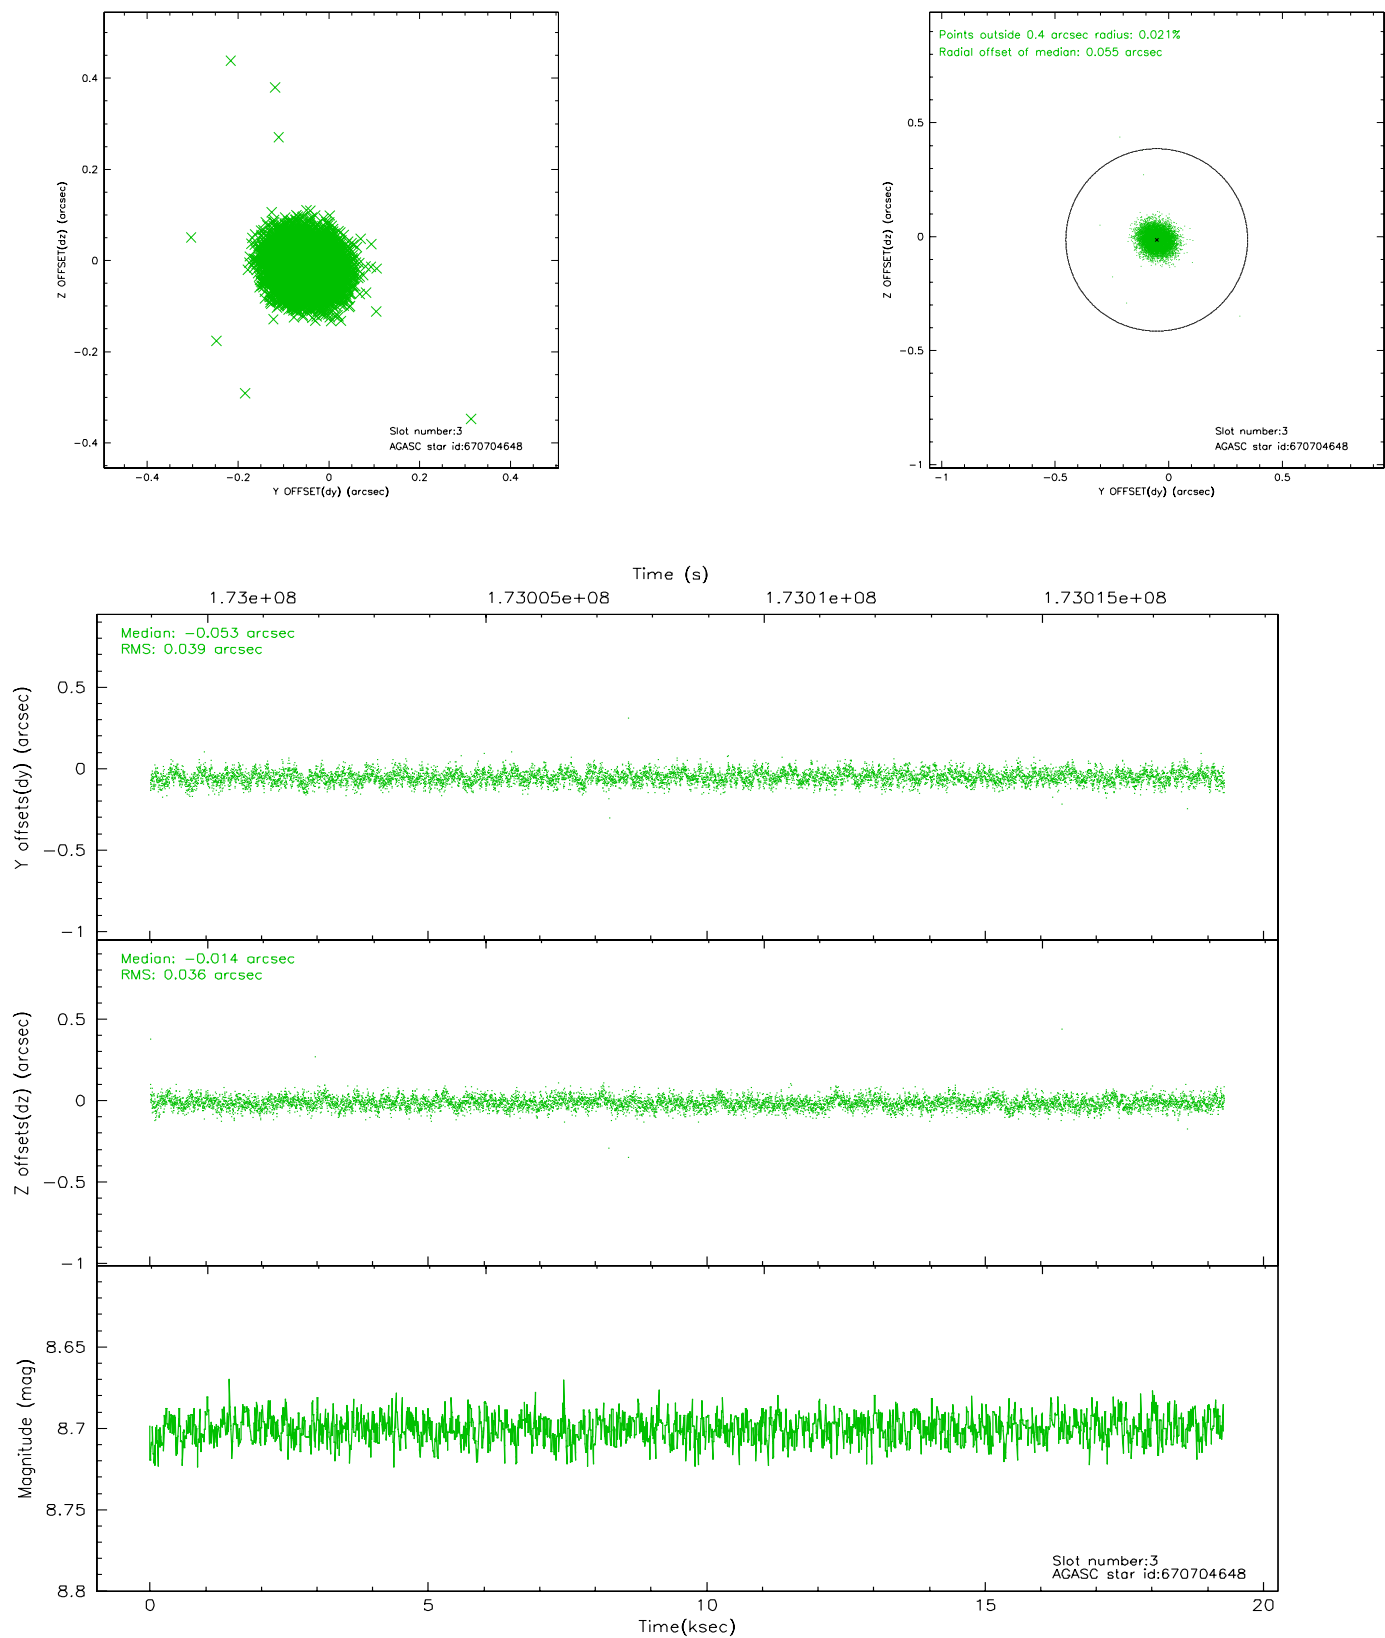 0.4
0.2
0
−0.2
−0.4
Z OFFSET(dz) (arcsec)
Slot number:3
AGASC star id:670704648
−0.4
−0.2
0
0.2
0.4
Y OFFSET(dy) (arcsec)
Points outside 0.4 arcsec radius: 0.021%
Radial offset of median: 0.055 arcsec
0.5
0
−0.5
−1
Z OFFSET(dz) (arcsec)
Slot number:3
AGASC star id:670704648
−1
−0.5
0
0.5
Y OFFSET(dy) (arcsec)
Time (s)
1.73e+08
1.73005e+08
1.7301e+08
1.73015e+08
Median: −0.053 arcsec
RMS: 0.039 arcsec
0.5
0
−0.5
−1
Y offsets(dy) (arcsec)
Median: −0.014 arcsec
RMS: 0.036 arcsec
0.5
0
−0.5
−1
Z offsets(dz) (arcsec)
8.65
8.7
8.75
8.8
Magnitude (mag)
Slot number:3
AGASC star id:670704648
0
5
10
15
20
Time(ksec)